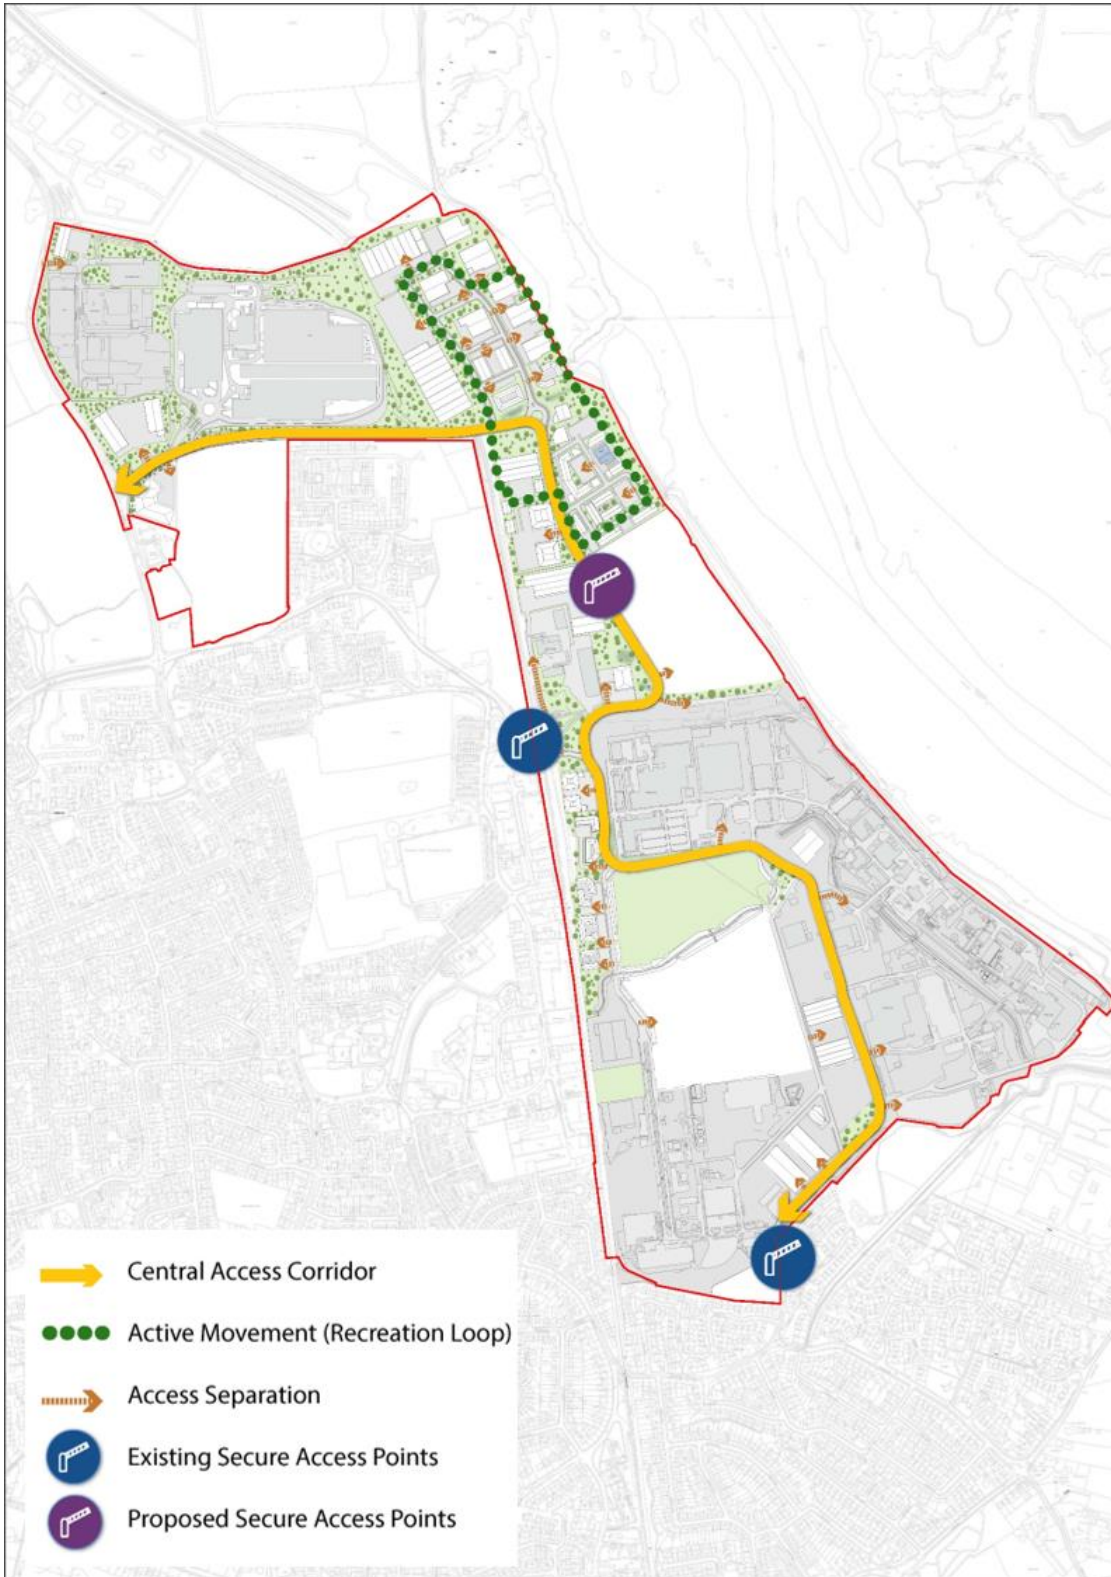 Central Access Corridor
Active Movement (Recreation Loop)
Access Separation
Existing Secure Access Points
Proposed Secure Access Points